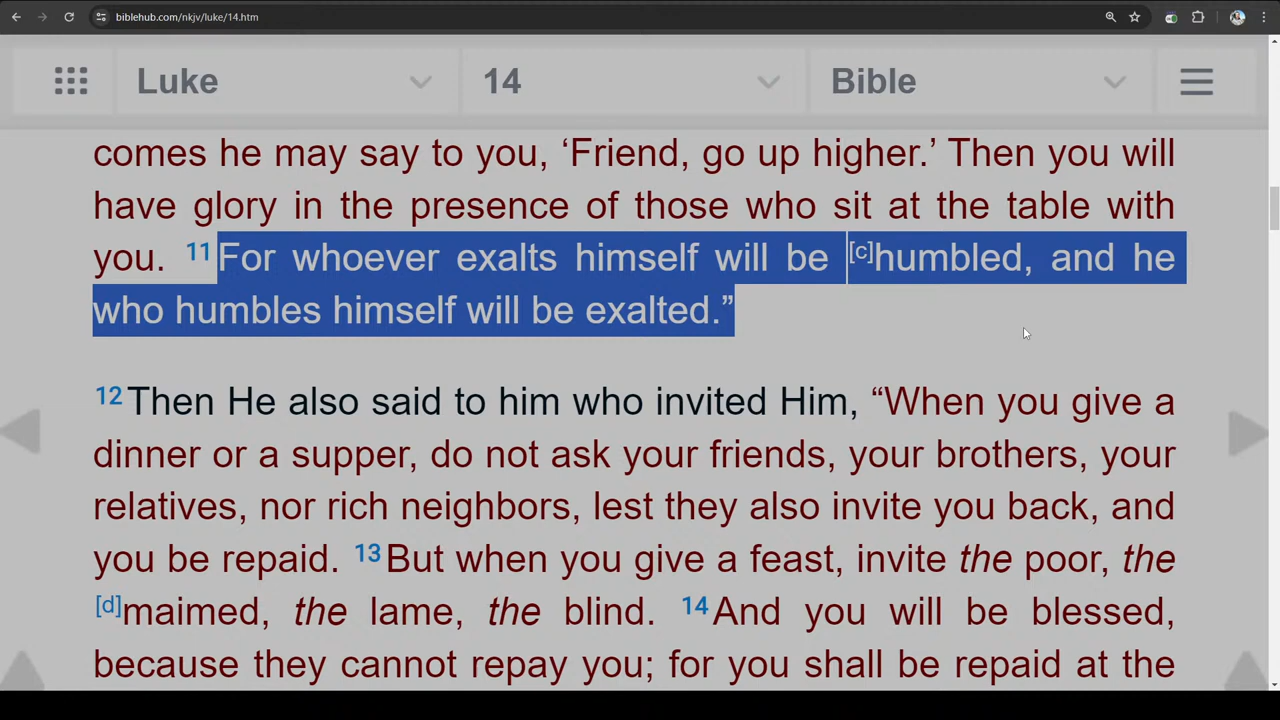 biblehub.com/nkjv/luke/14.htm
Luke 14 Bible
comes he may say to you, ‘Friend, go up higher.’ Then you will
have glory in the presence of those who sit at the table with
you. 11 For whoever exalts himself will be [c]humbled, and he
who humbles himself will be exalted.”
12 Then He also said to him who invited Him, “When you give a
dinner or a supper, do not ask your friends, your brothers, your
relatives, nor rich neighbors, lest they also invite you back, and
you be repaid. 13 But when you give a feast, invite the poor, the
[d]maimed, the lame, the blind. 14 And you will be blessed,
because they cannot repay you; for you shall be repaid at the